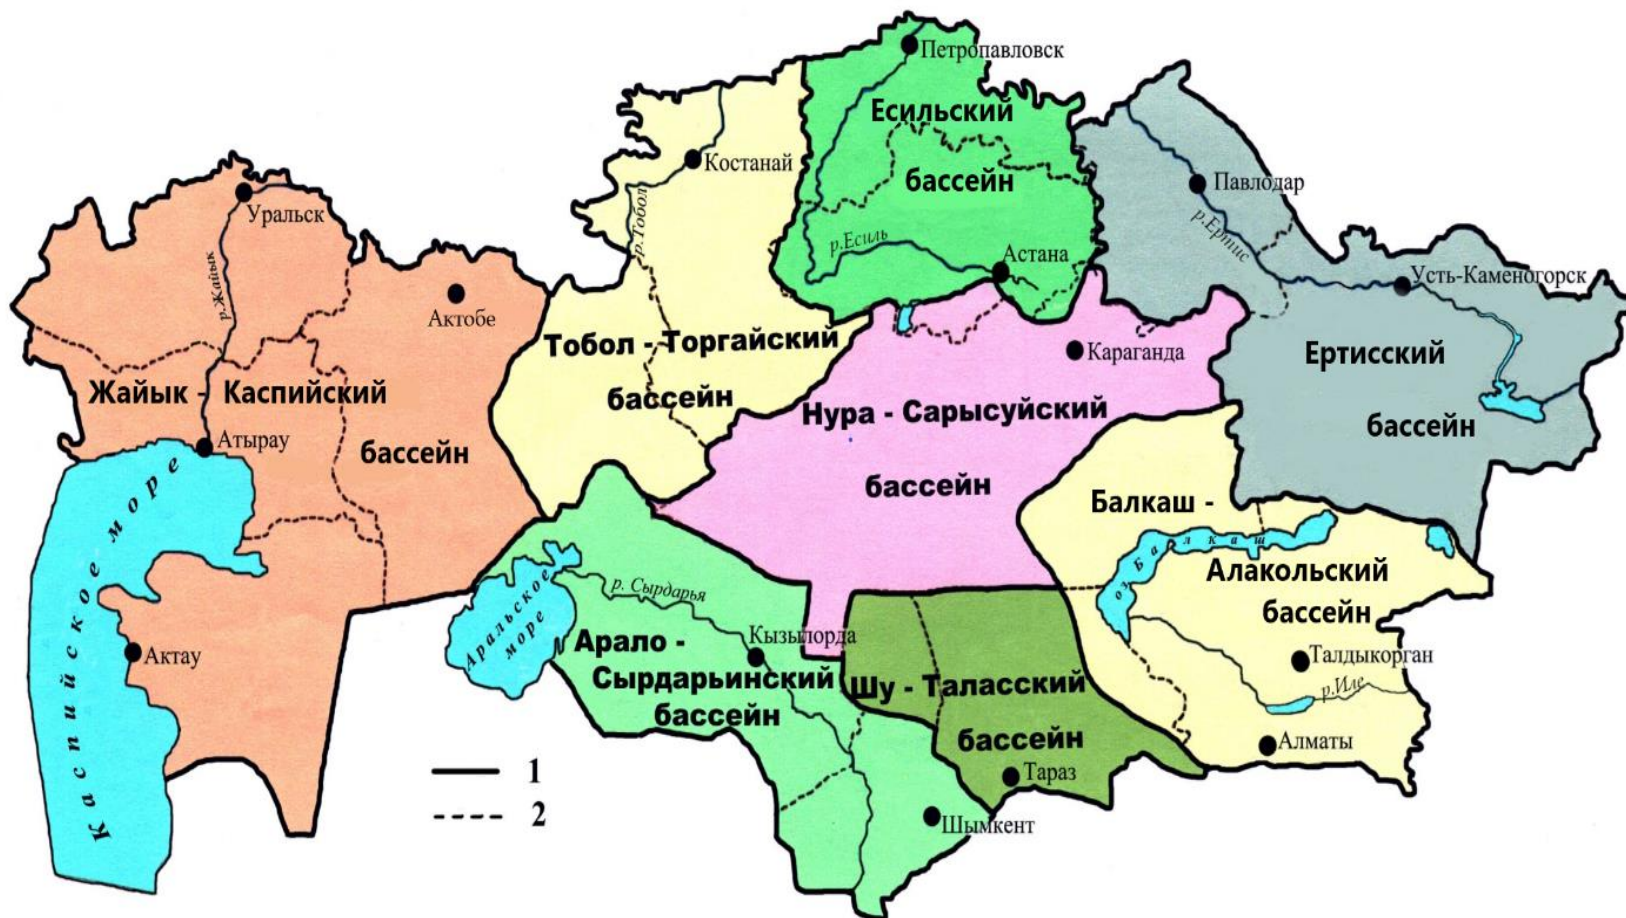 Петропавловск
Есильский
бассейн
р.Есиль
Астана
Костанай
р.Тобол
Тобол - Торгайский
бассейн
Уральск
р.Жайык
Актобе
Жайык - Каспийский
бассейн
Атырау
Каспийское море
Актау
Павлодар
р.Ертис
Усть-Каменогорск
Ертисский
бассейн
Караганда
Нура - Сарысуйский
бассейн
Балкаш -
Алакольский
бассейн
оз.Балкаш
Талдыкорган
р.Иле
Алматы
Аральское
море
р. Сырдарья
Кызылорда
Арало -
Сырдарьинский
бассейн
Шу - Таласский
бассейн
Тараз
Шымкент
1
2